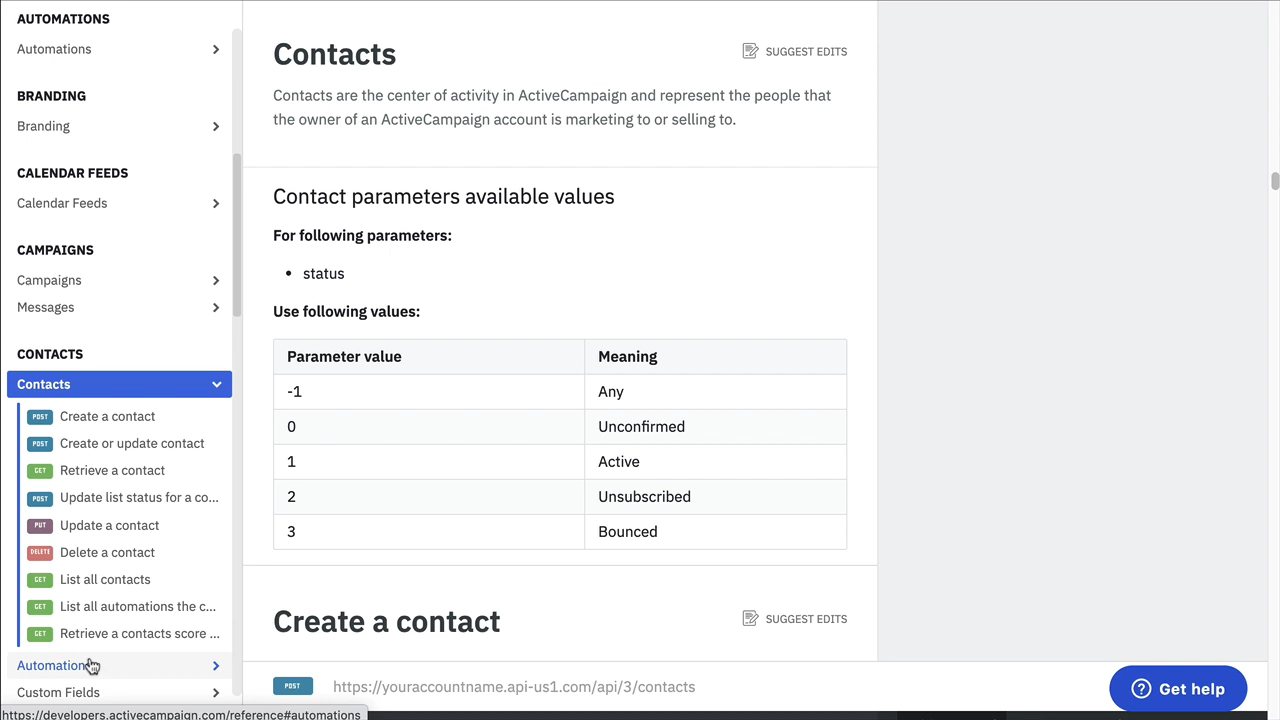 AUTOMATIONS
Automations
BRANDING
Branding
CALENDAR FEEDS
Calendar Feeds
CAMPAIGNS
Campaigns
Messages
CONTACTS
Contacts
POST Create a contact
POST Create or update contact
GET Retrieve a contact
POST Update list status for a co...
PUT Update a contact
DELETE Delete a contact
GET List all contacts
GET List all automations the c...
GET Retrieve a contacts score ...
Automation
Custom Fields
https://developers.activecampaign.com/reference#automations
Contacts
SUGGEST EDITS
Contacts are the center of activity in ActiveCampaign and represent the people that
the owner of an ActiveCampaign account is marketing to or selling to.
Contact parameters available values
For following parameters:
• status
Use following values:
Parameter value Meaning
-1 Any
0 Unconfirmed
1 Active
2 Unsubscribed
3 Bounced
Create a contact
SUGGEST EDITS
POST https://youraccountname.api-us1.com/api/3/contacts
Get help